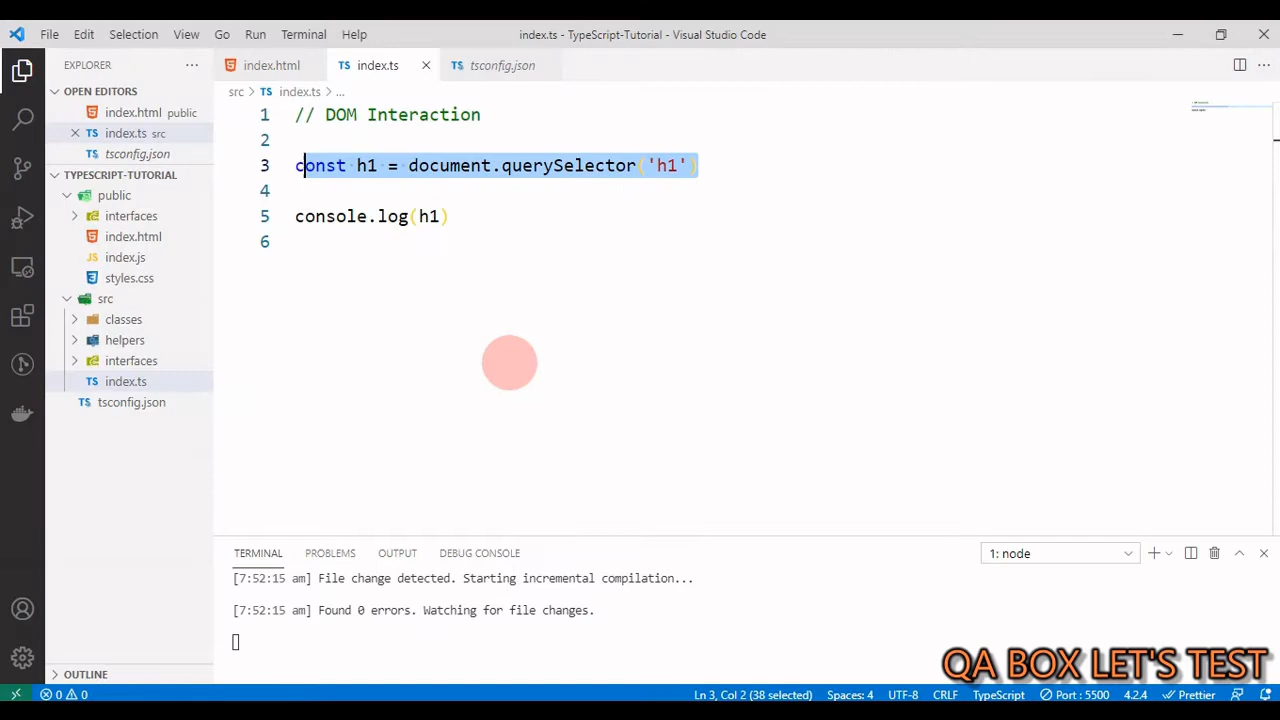 File Edit Selection View Go Run Terminal Help
index.ts - TypeScript-Tutorial - Visual Studio Code
EXPLORER
OPEN EDITORS
index.html public
index.ts src
tsconfig.json
TYPESCRIPT-TUTORIAL
public
interfaces
index.html
index.js
styles.css
src
classes
helpers
interfaces
index.ts
tsconfig.json
OUTLINE
index.html
index.ts
tsconfig.json
src index.ts ...
1 // DOM Interaction
2
3 const h1 = document.querySelector('h1')
4
5 console.log(h1)
6
TERMINAL PROBLEMS OUTPUT DEBUG CONSOLE
1: node
[7:52:15 am] File change detected. Starting incremental compilation...
[7:52:15 am] Found 0 errors. Watching for file changes.
QA BOX LET'S TEST
0 0
Ln 3, Col 2 (38 selected) Spaces: 4 UTF-8 CRLF TypeScript Port : 5500 4.2.4 Prettier